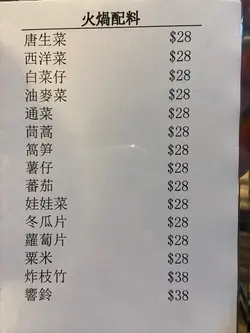 火煱配料
唐生菜 $28
西洋菜 $28
白菜仔 $28
油麥菜 $28
通菜 $28
茼蒿 $28
萵笋 $28
薯仔 $28
蕃茄 $28
娃娃菜 $28
冬瓜片 $28
蘿蔔片 $28
粟米 $28
炸枝竹 $38
響鈴 $38